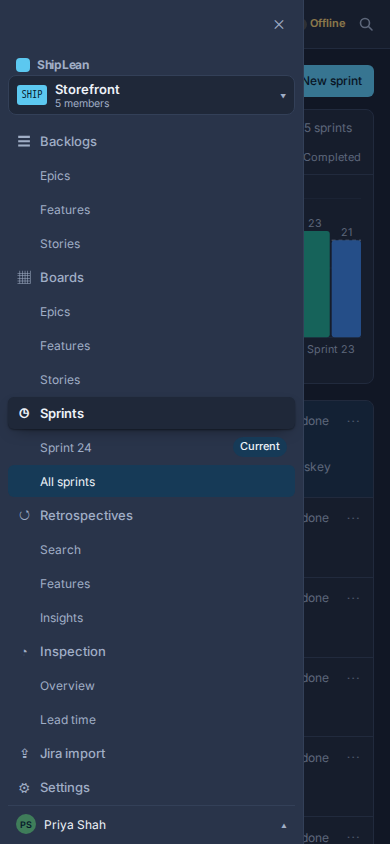 Offline
ShipLean
SHIP Storefront
5 members
New sprint
Backlogs
5 sprints
Epics
Completed
Features
23
21
Stories
Boards
Epics
Features
Sprint 23
Stories
Sprints
done
Sprint 24 Current
All sprints
Retrospectives
done
Search
Features
done
Stories
Insights
Inspection
Overview
done
Lead time
Jira import
done
Settings
PS Priya Shah
done